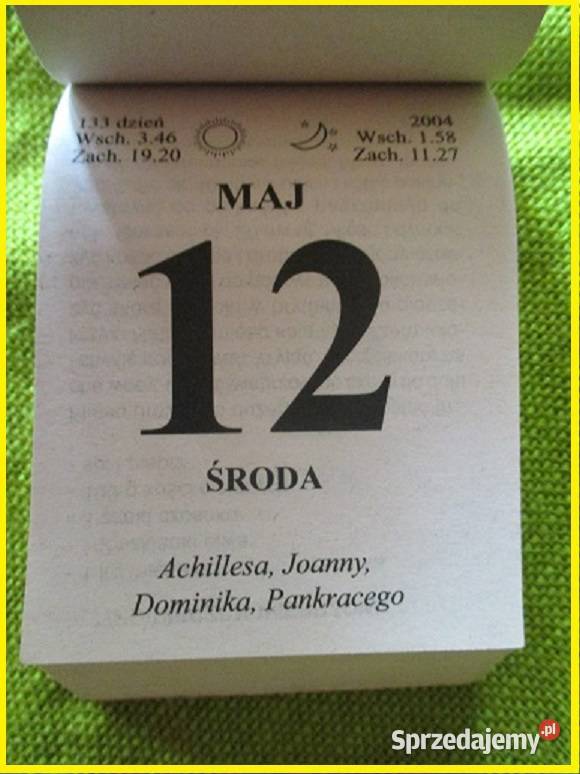 133 dzień
Wsch. 3.46
Zach. 19.20
2004
Wsch. 1.58
Zach. 11.27
MAJ
12
ŚRODA
Achillesa, Joanny,
Dominika, Pankracego
Sprzedajemy.pl